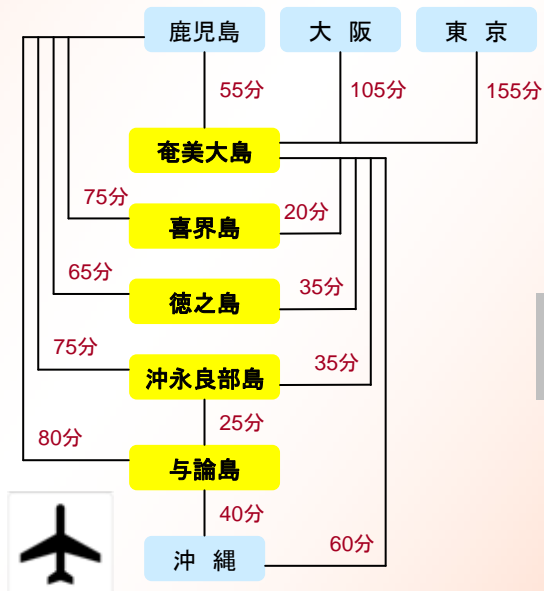 鹿児島
大 阪
東 京
55分
105分
155分
奄美大島
75分
20分
喜界島
65分
35分
徳之島
75分
35分
沖永良部島
25分
80分
与論島
40分
60分
沖 縄